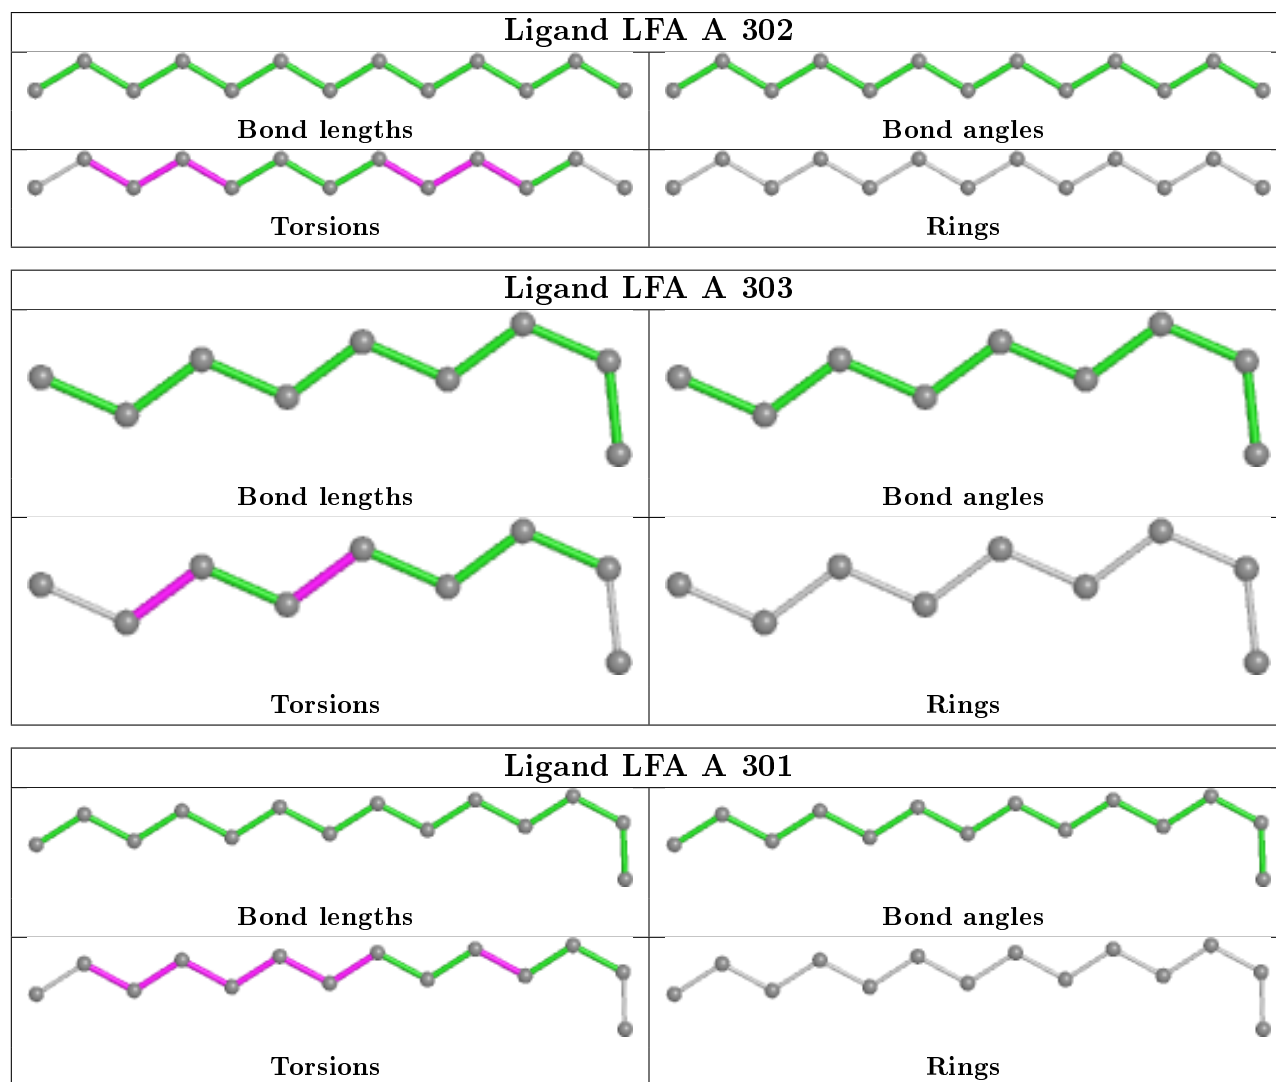 Ligand LFA A 302
Bond lengths Bond angles
Torsions Rings
Ligand LFA A 303
Bond lengths Bond angles
Torsions Rings
Ligand LFA A 301
Bond lengths Bond angles
Torsions Rings